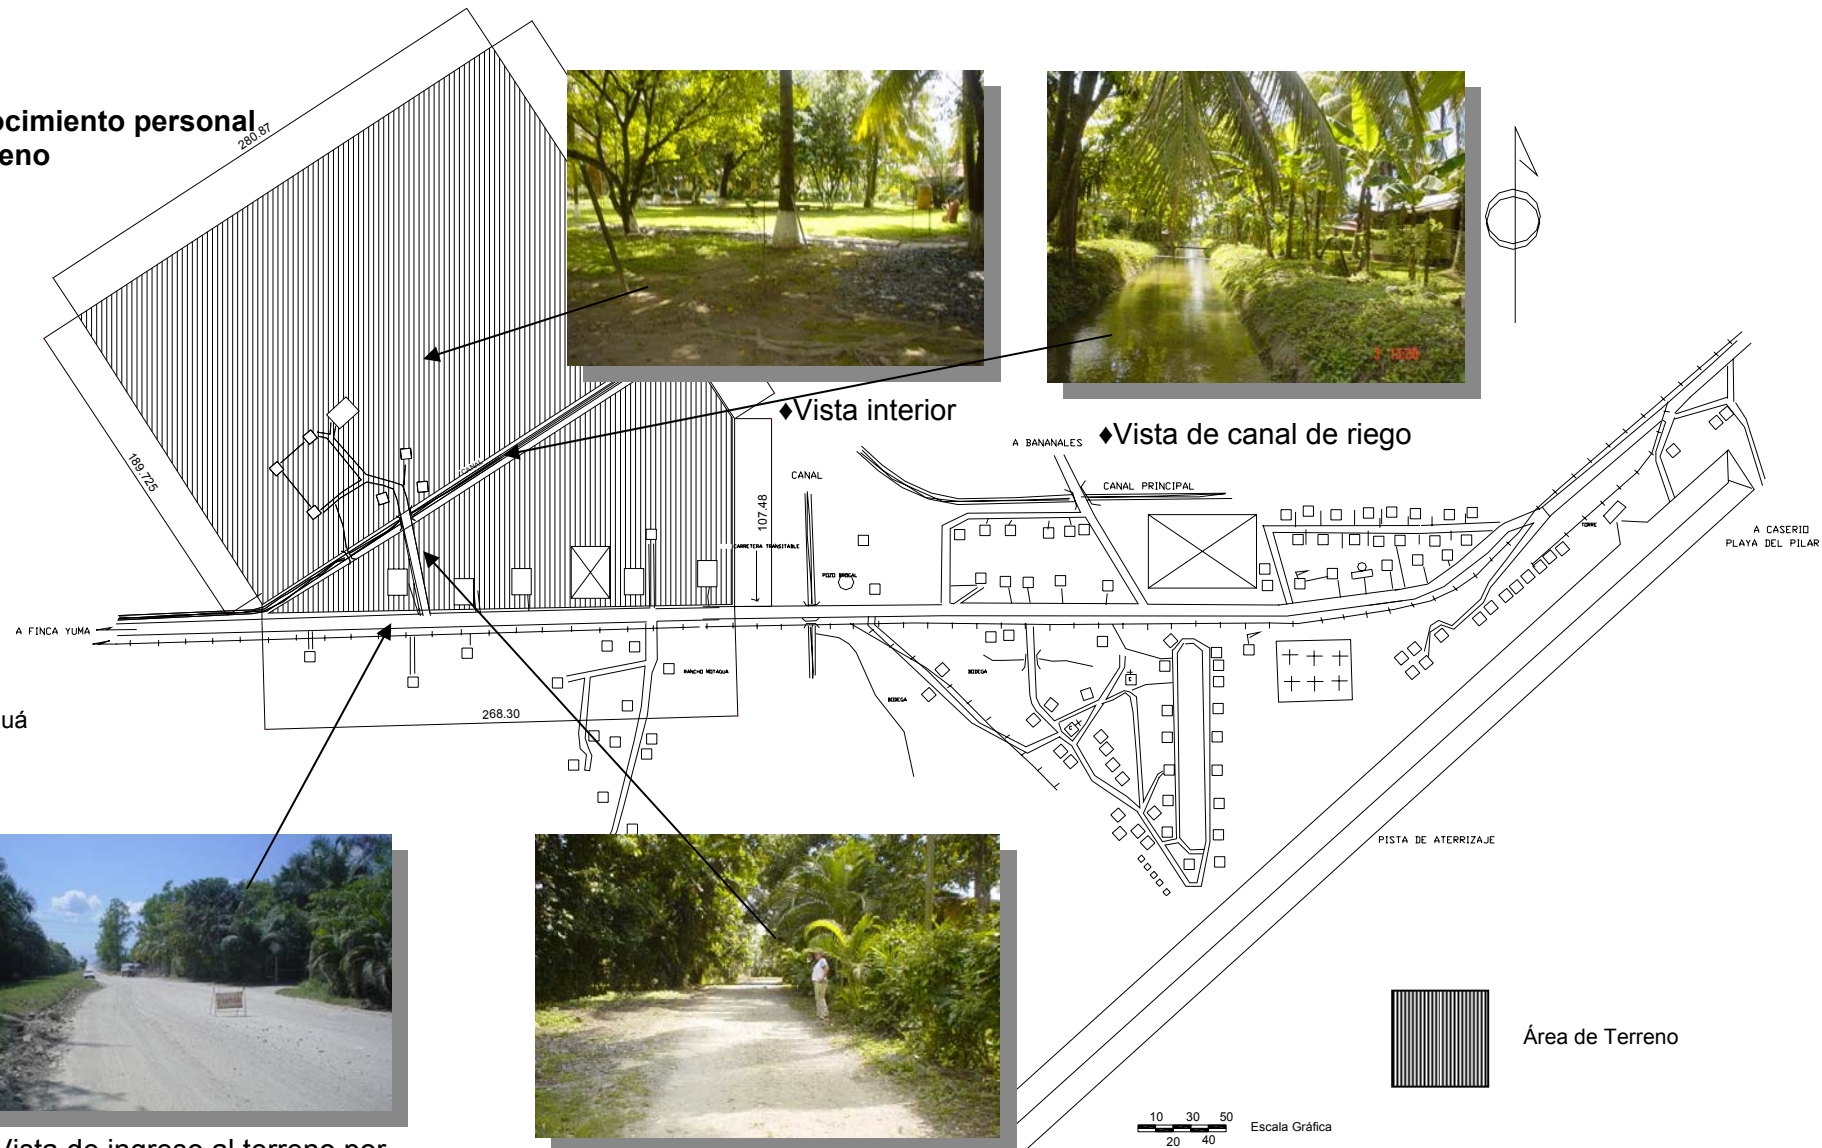 ocimiento personal
eno
280.87
189.725
CANAL
107.48
CARRETERA TRANSITABLE
268.30
A FINCA YUMA
♦Vista interior
♦Vista de canal de riego
A BANANALES
CANAL
CANAL PRINCIPAL
POZO BROCAL
TORRE
A CASERIO
PLAYA DEL PILAR
RANCHO MOTAGUA
BODEGA
BODEGA
PISTA DE ATERRIZAJE
uá
Vista de ingreso al terreno por
Área de Terreno
10 30 50
20 40
Escala Gráfica